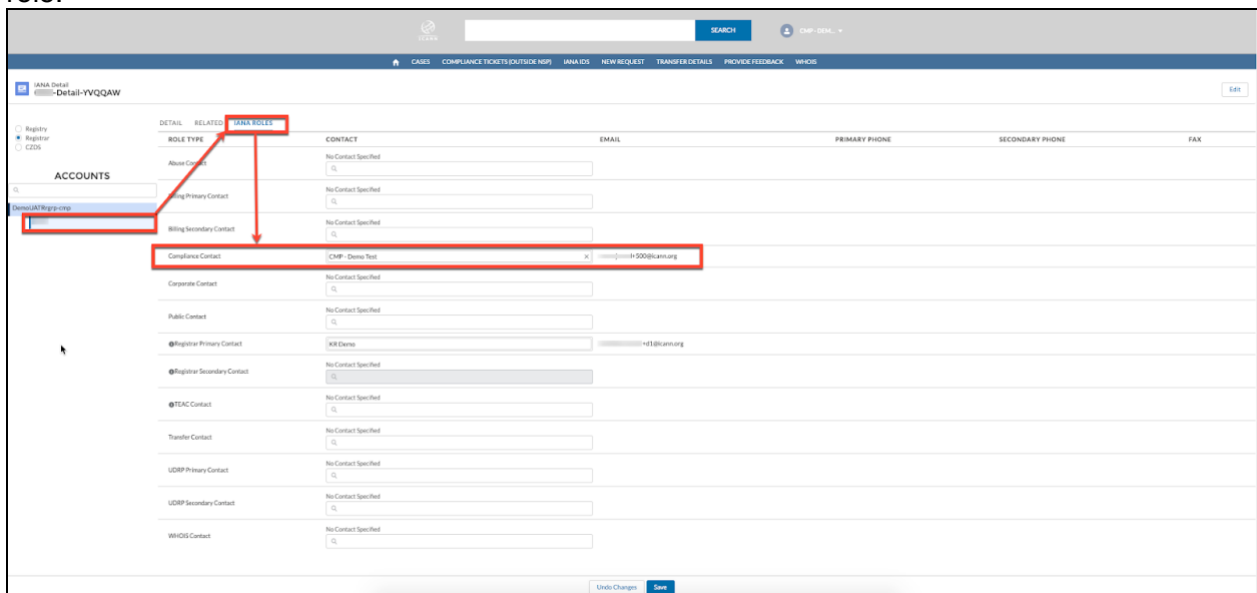 role.
SEARCH
CMP - DEM...
CASES COMPLIANCE TICKETS (OUTSIDE NSP) IANA IDS NEW REQUEST TRANSFER DETAILS PROVIDE FEEDBACK WHOIS
IANA Detail
-Detail-YVQQAW
Edit
Registry
Registrar
CZDS
ACCOUNTS
DemoUATRrgrp-cmp
DETAIL RELATED IANA ROLES
ROLE TYPE CONTACT EMAIL PRIMARY PHONE SECONDARY PHONE FAX
No Contact Specified
Abuse Contact
No Contact Specified
Billing Primary Contact
No Contact Specified
Billing Secondary Contact
Compliance Contact CMP - Demo Test × l+500@icann.org
No Contact Specified
Corporate Contact
No Contact Specified
Public Contact
Registrar Primary Contact KR Demo +d1@icann.org
No Contact Specified
Registrar Secondary Contact
No Contact Specified
TEAC Contact
No Contact Specified
Transfer Contact
No Contact Specified
UDRP Primary Contact
No Contact Specified
UDRP Secondary Contact
No Contact Specified
WHOIS Contact
Undo Changes Save